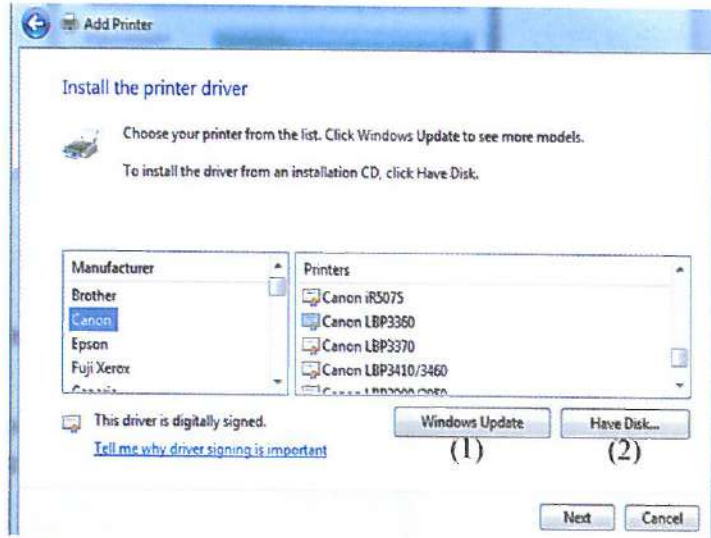 Add Printer
Install the printer driver
Choose your printer from the list. Click Windows Update to see more models.
To install the driver from an installation CD, click Have Disk.
Manufacturer
Brother
Canon
Epson
Fuji Xerox
Printers
Canon iR5075
Canon LBP3360
Canon LBP3370
Canon LBP3410/3460
This driver is digitally signed.
Tell me why driver signing is important
Windows Update
Have Disk...
(1)
(2)
Next
Cancel